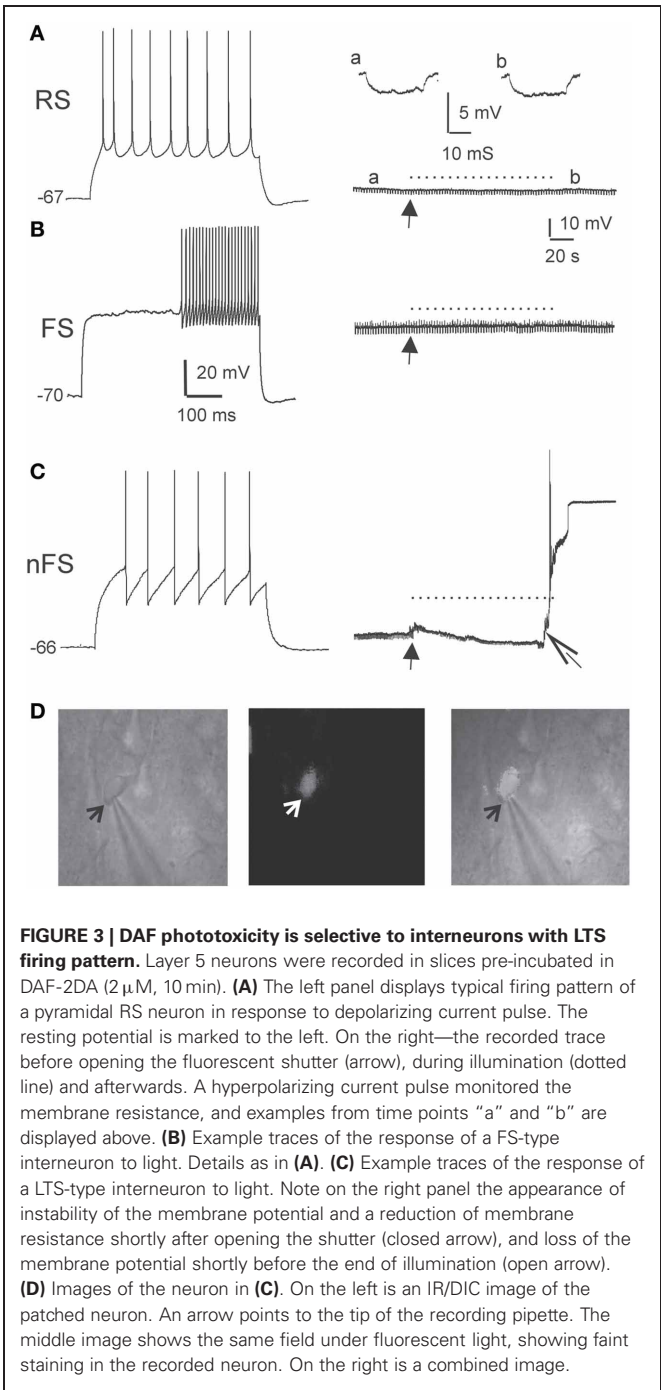 A
RS
-67
a
b
5 mV
10 mS
a
b
10 mV
20 s
B
FS
-70
20 mV
100 ms
C
nFS
-66
D
FIGURE 3 | DAF phototoxicity is selective to interneurons with LTS
firing pattern. Layer 5 neurons were recorded in slices pre-incubated in
DAF-2DA (2 μM, 10 min). (A) The left panel displays typical firing pattern of
a pyramidal RS neuron in response to depolarizing current pulse. The
resting potential is marked to the left. On the right—the recorded trace
before opening the fluorescent shutter (arrow), during illumination (dotted
line) and afterwards. A hyperpolarizing current pulse monitored the
membrane resistance, and examples from time points "a" and "b" are
displayed above. (B) Example traces of the response of a FS-type
interneuron to light. Details as in (A). (C) Example traces of the response of
a LTS-type interneuron to light. Note on the right panel the appearance of
instability of the membrane potential and a reduction of membrane
resistance shortly after opening the shutter (closed arrow), and loss of the
membrane potential shortly before the end of illumination (open arrow).
(D) Images of the neuron in (C). On the left is an IR/DIC image of the
patched neuron. An arrow points to the tip of the recording pipette. The
middle image shows the same field under fluorescent light, showing faint
staining in the recorded neuron. On the right is a combined image.